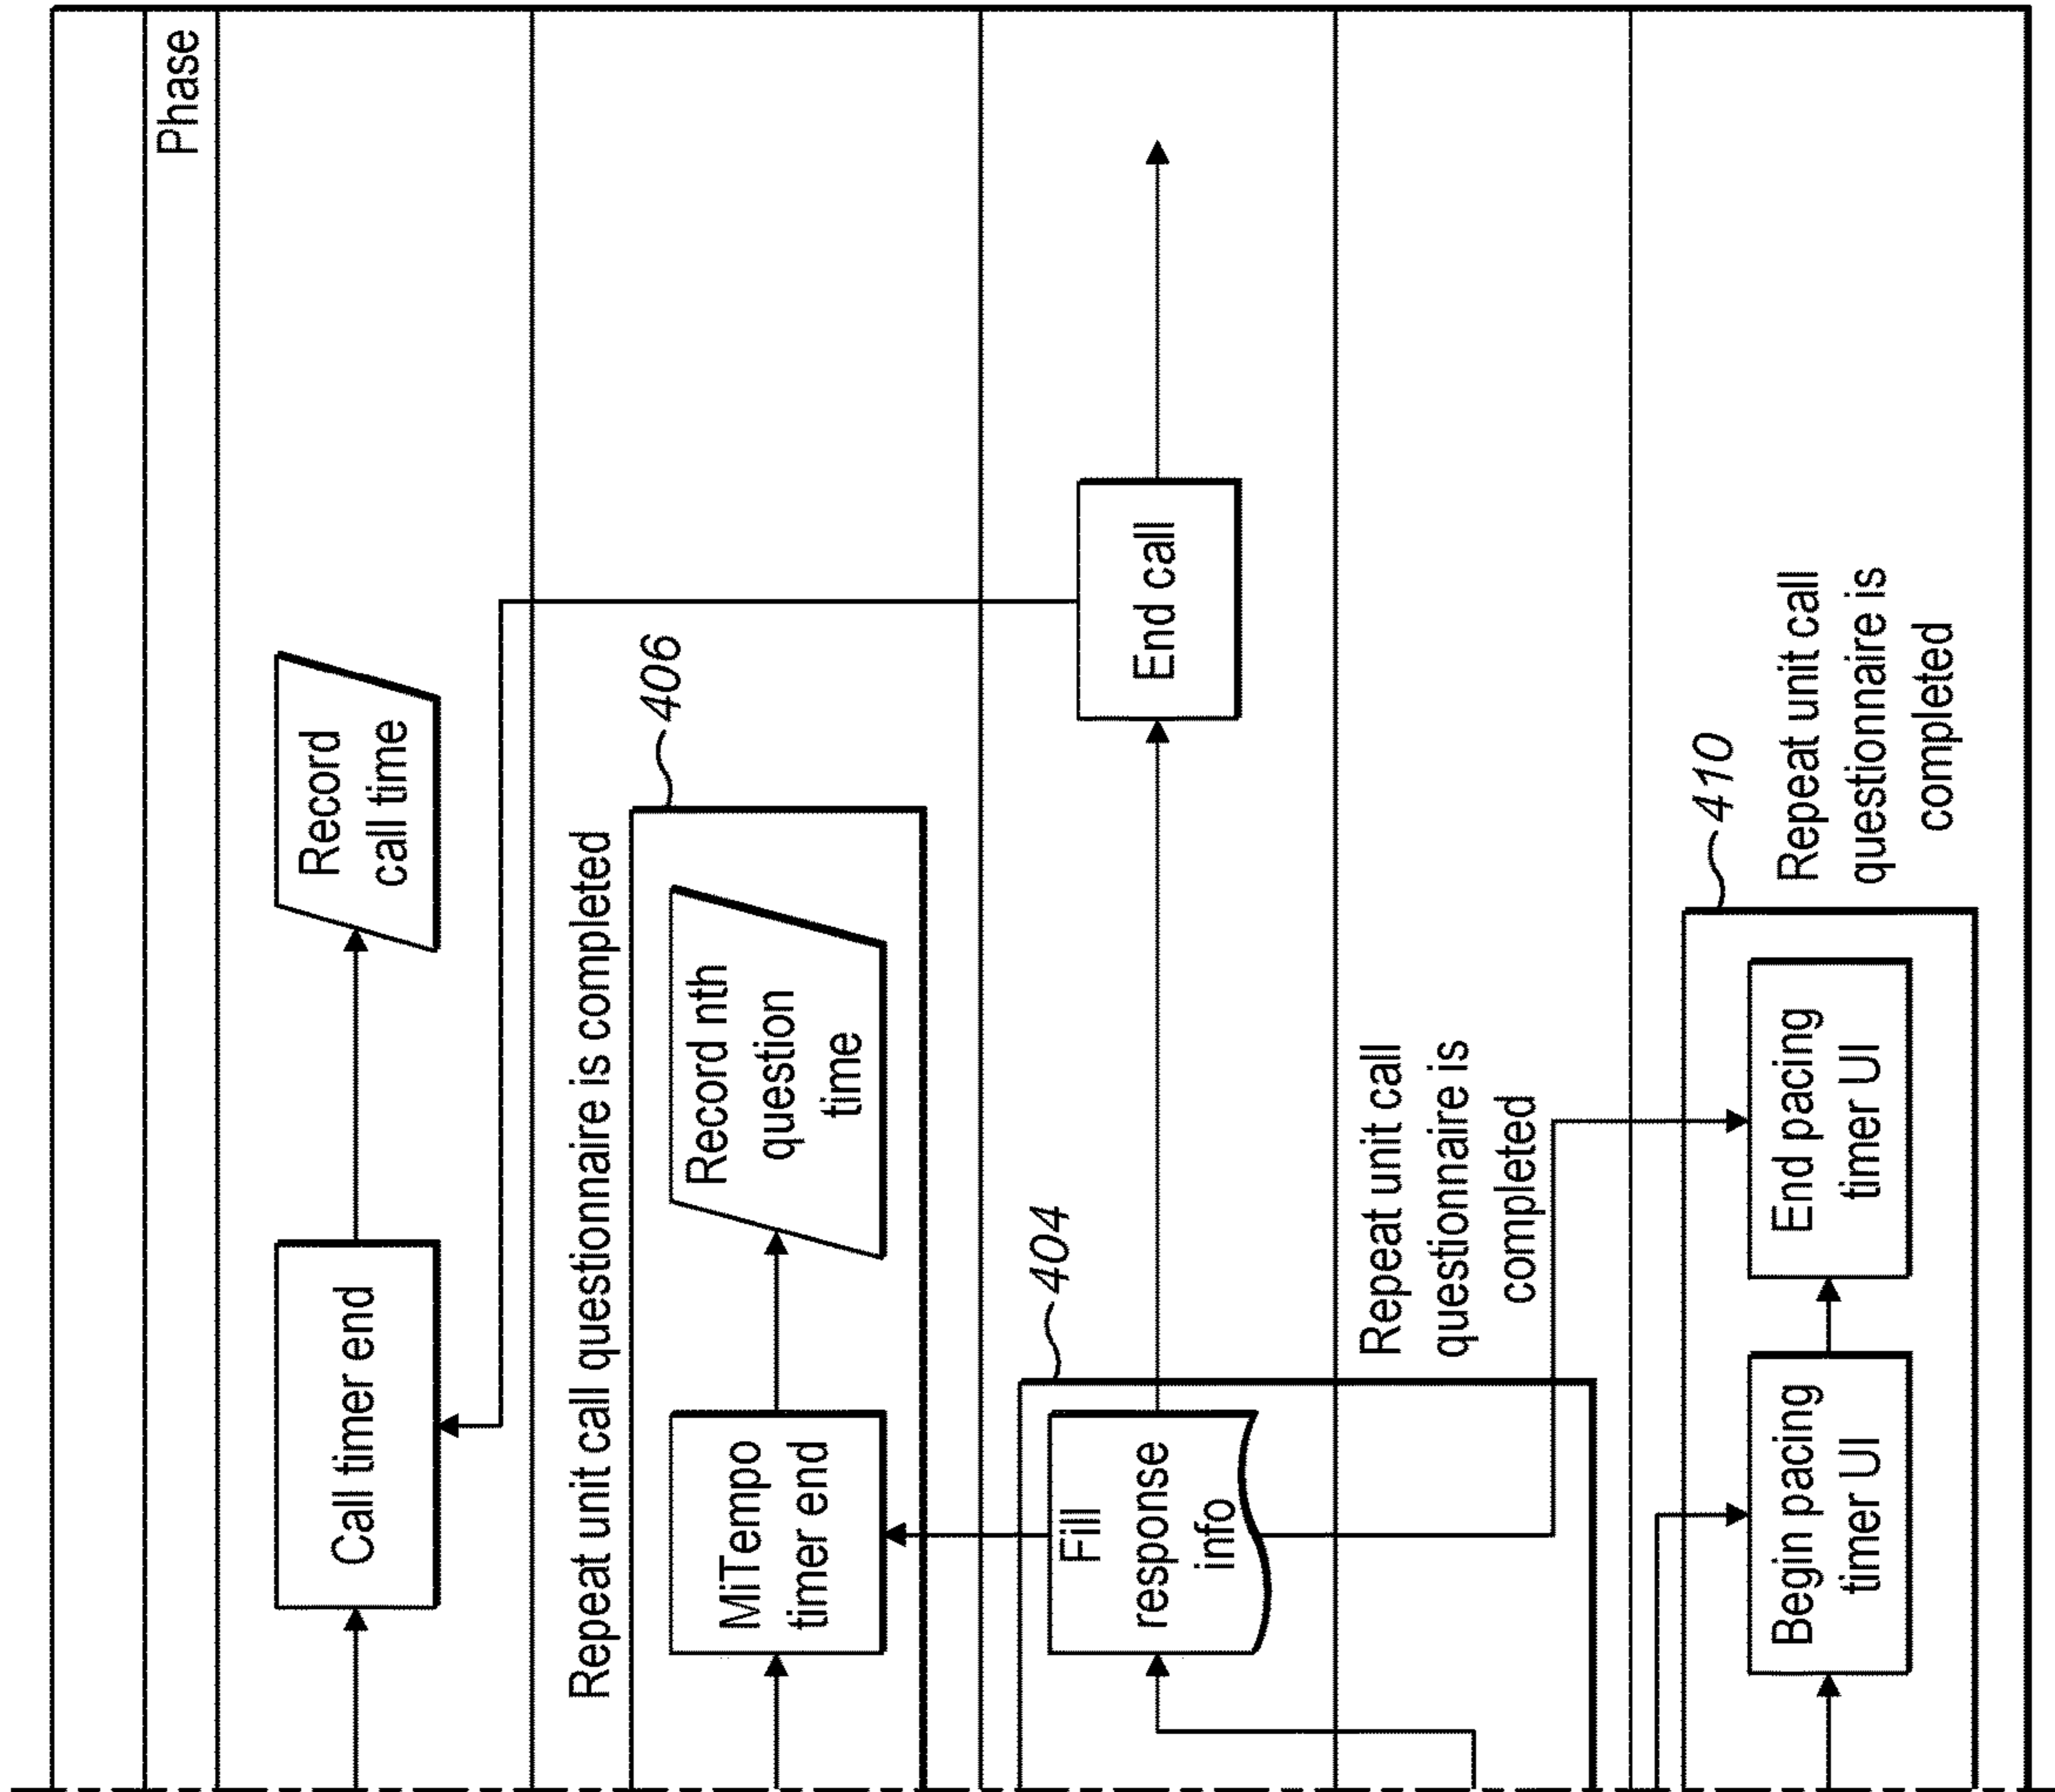 Phase
Call timer end
Record
call time
Repeat unit call questionnaire is completed
406
MiTempo
timer end
Record nth
question
time
404
Fill
response
info
End call
Repeat unit call
questionnaire is
completed
410
Begin pacing
timer UI
End pacing
timer UI
Repeat unit call
questionnaire is
completed